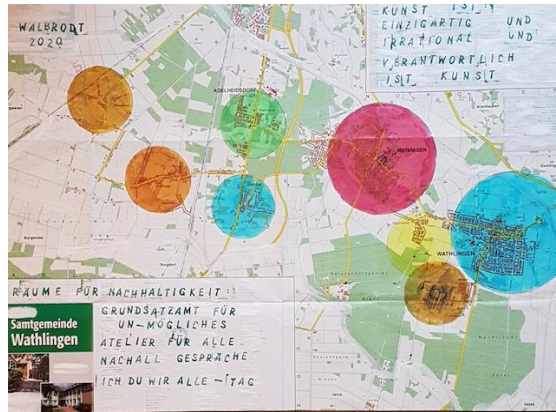 WALBRODT
2020
KUNST IST
EINZIGARTIG UND
IRRATIONAL UND
VERANTWORTLICH
IST KUNST
ADELHEIDSDORF
NIENHAGEN
WATHLINGEN
RÄUME FÜR NACHHALTIGKEIT:
GRUNDSATZAMT FÜR
UN-MÖGLICHES
ATELIER FÜR ALLE
NACHALL GESPRÄCHE
ICH DU WIR ALLE -TAG
Samtgemeinde
Wathlingen